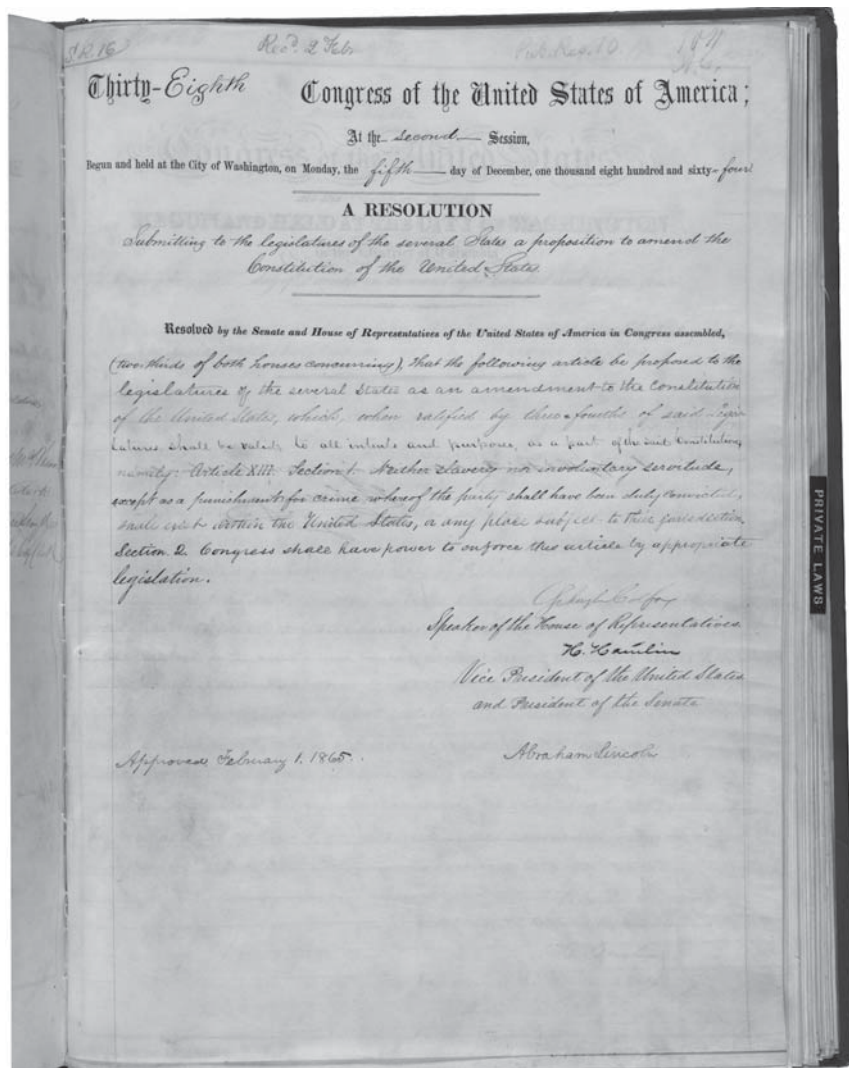 S.R. 16
Rec'd. 2 Feb
Pub. Res. 10
Thirty-Eighth Congress of the United States of America;
At the second Session,
Begun and held at the City of Washington, on Monday, the fifth day of December, one thousand eight hundred and sixty-four
A RESOLUTION
Submitting to the legislatures of the several States a proposition to amend the
Constitution of the United States.
Resolved by the Senate and House of Representatives of the United States of America in Congress assembled,
(two-thirds of both houses concurring), That the following article be proposed to the
legislatures of the several States as an amendment to the Constitution
of the United States, which, when ratified by three-fourths of said Legis-
latures shall be valid, to all intents and purposes, as a part of the said Constitution,
namely: Article XIII. Section 1. Neither slavery nor involuntary servitude,
except as a punishment for crime whereof the party shall have been duly convicted,
shall exist within the United States, or any place subject to their jurisdiction.
Section 2. Congress shall have power to enforce this article by appropriate
legislation.
Schuyler Colfax
Speaker of the House of Representatives
H. Hamlin
Vice President of the United States
and President of the Senate
Approved, February 1. 1865. Abraham Lincoln
PRIVATE LAWS